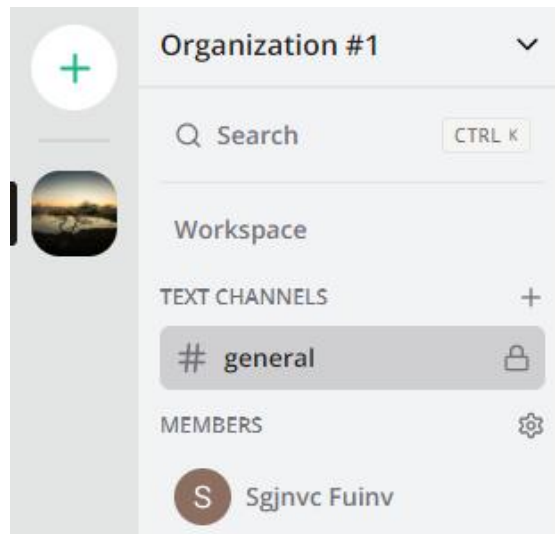 Organization #1
Search CTRL K
Workspace
TEXT CHANNELS
# general
MEMBERS
S Sgjnvc Fuinv